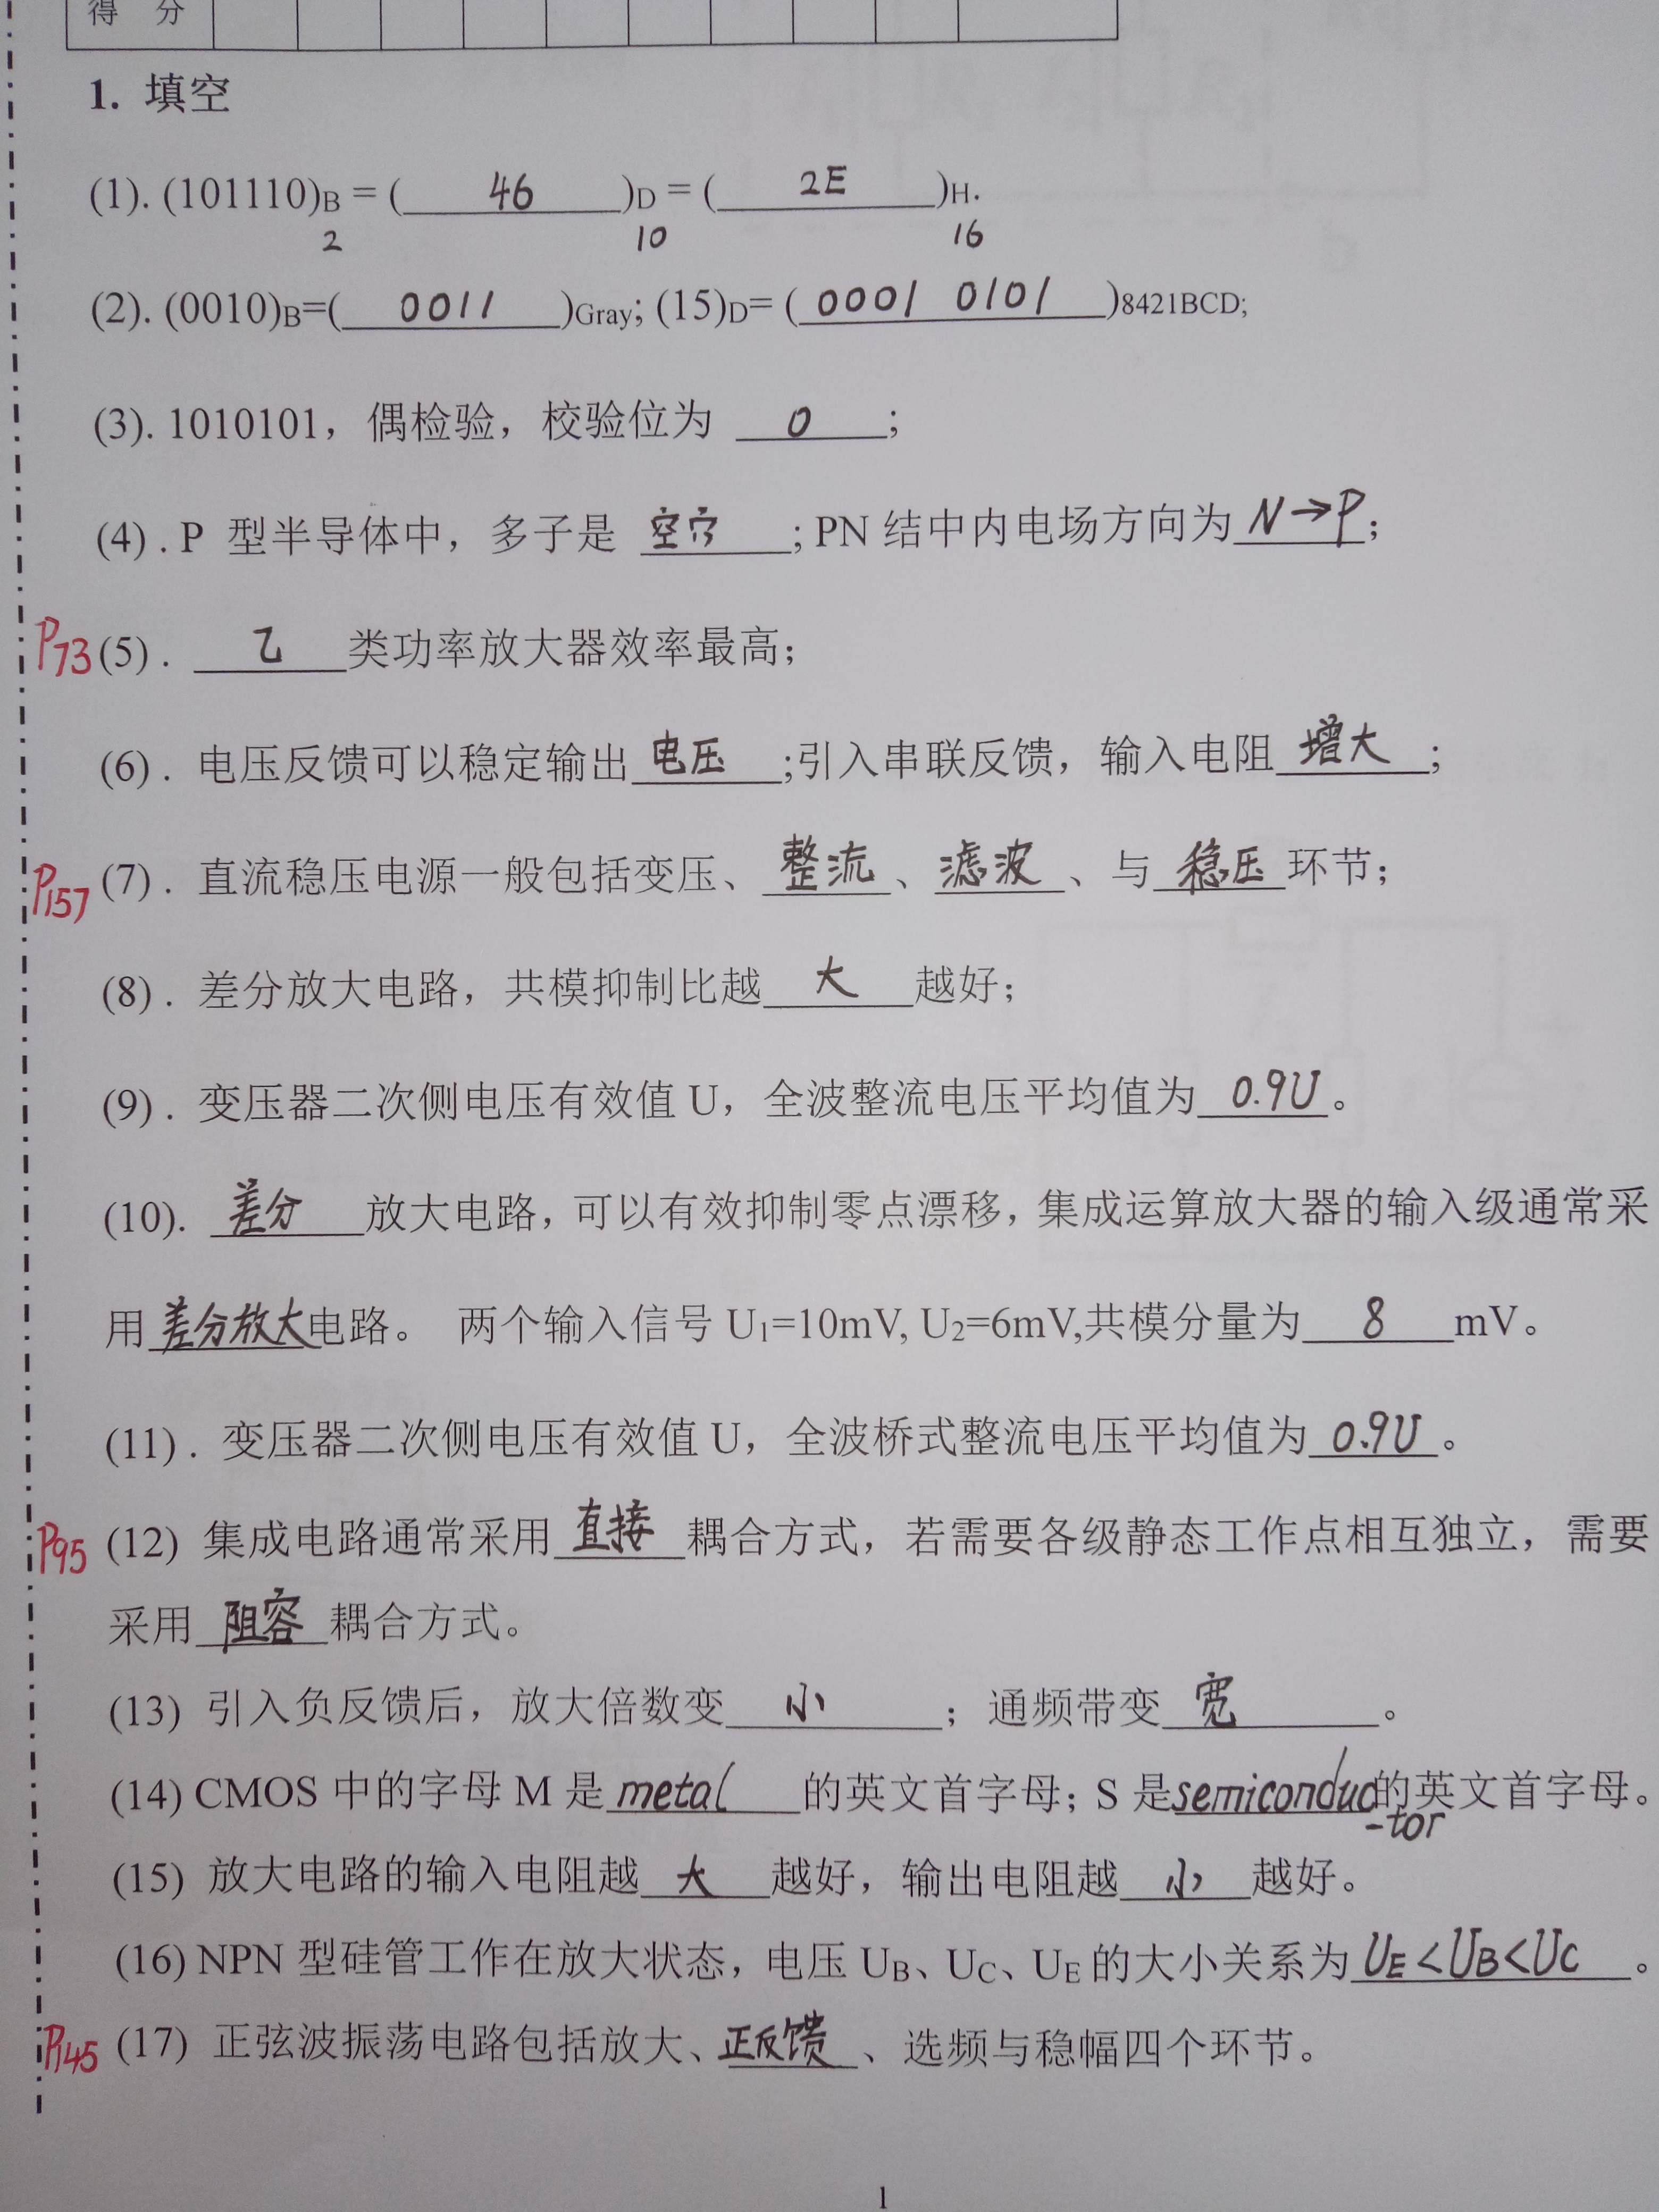 得 分
1. 填空
(1). (101110)B = ( 46 )D = ( 2E )H.
2 10 16
(2). (0010)B=( 0011 )Gray; (15)D= ( 0001 0101 )8421BCD;
(3). 1010101，偶检验，校验位为 0 ;
(4) . P 型半导体中，多子是 空穴 ; PN 结中内电场方向为 N→P ;
P73 (5) . 乙 类功率放大器效率最高；
(6) . 电压反馈可以稳定输出 电压 ;引入串联反馈，输入电阻 增大 ;
P157 (7) . 直流稳压电源一般包括变压、 整流 、 滤波 、与 稳压 环节；
(8) . 差分放大电路，共模抑制比越 大 越好；
(9) . 变压器二次侧电压有效值 U，全波整流电压平均值为 0.9U 。
(10). 差分 放大电路，可以有效抑制零点漂移，集成运算放大器的输入级通常采
用 差分放大 电路。 两个输入信号 U1=10mV, U2=6mV,共模分量为 8 mV。
(11) . 变压器二次侧电压有效值 U，全波桥式整流电压平均值为 0.9U 。
P95 (12) 集成电路通常采用 直接 耦合方式，若需要各级静态工作点相互独立，需要
采用 阻容 耦合方式。
(13) 引入负反馈后，放大倍数变 小 ；通频带变 宽 。
(14) CMOS 中的字母 M 是 metal 的英文首字母；S 是 semiconduc 的英文首字母。
-tor
(15) 放大电路的输入电阻越 大 越好，输出电阻越 小 越好。
(16) NPN 型硅管工作在放大状态，电压 UB、UC、UE 的大小关系为 UE<UB<UC 。
P145 (17) 正弦波振荡电路包括放大、 正反馈 、选频与稳幅四个环节。
1